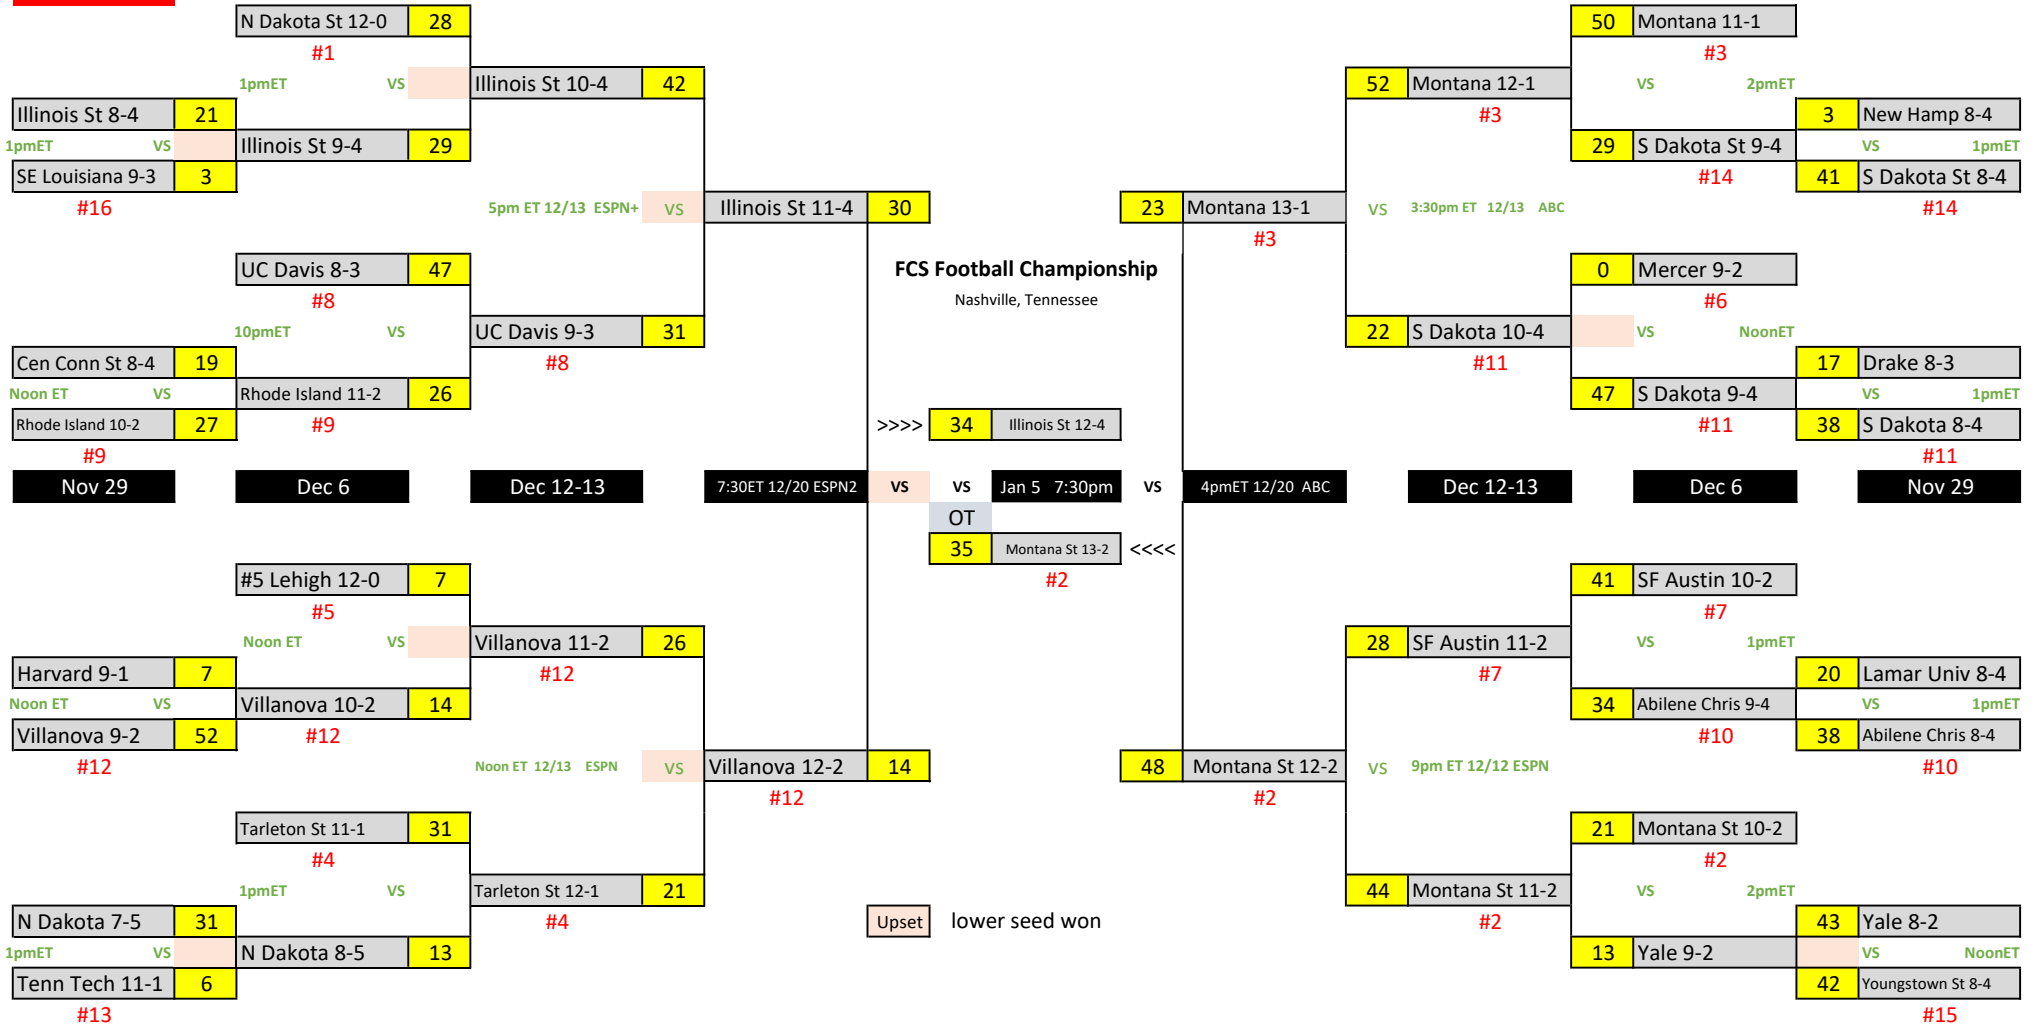 N Dakota St 12-0 28 50 Montana 11-1
#1 #3
1pmET VS Illinois St 10-4 42 52 Montana 12-1 VS 2pmET
Illinois St 8-4 21 #3 3 New Hamp 8-4
1pmET VS Illinois St 9-4 29 29 S Dakota St 9-4 VS 1pmET
SE Louisiana 9-3 3 #14 41 S Dakota St 8-4
#16 5pm ET 12/13 ESPN+ VS Illinois St 11-4 30 23 Montana 13-1 VS 3:30pm ET 12/13 ABC #14
#3
UC Davis 8-3 47 FCS Football Championship 0 Mercer 9-2
#8 Nashville, Tennessee #6
10pmET VS UC Davis 9-3 31 22 S Dakota 10-4 VS NoonET
Cen Conn St 8-4 19 #8 #11 17 Drake 8-3
Noon ET VS Rhode Island 11-2 26 47 S Dakota 9-4 VS 1pmET
Rhode Island 10-2 27 #9 >>>> 34 Illinois St 12-4 #11 38 S Dakota 8-4
#9 #11
Nov 29 Dec 6 Dec 12-13 7:30ET 12/20 ESPN2 VS VS Jan 5 7:30pm VS 4pmET 12/20 ABC Dec 12-13 Dec 6 Nov 29
OT
35 Montana St 13-2 <<<<
#5 Lehigh 12-0 7 #2 41 SF Austin 10-2
#5 #7
Noon ET VS Villanova 11-2 26 28 SF Austin 11-2 VS 1pmET
Harvard 9-1 7 #12 #7 20 Lamar Univ 8-4
Noon ET VS Villanova 10-2 14 34 Abilene Chris 9-4 VS 1pmET
Villanova 9-2 52 #12 #10 38 Abilene Chris 8-4
#12 Noon ET 12/13 ESPN VS Villanova 12-2 14 48 Montana St 12-2 VS 9pm ET 12/12 ESPN #10
#12 #2
Tarleton St 11-1 31 21 Montana St 10-2
#4 #2
1pmET VS Tarleton St 12-1 21 44 Montana St 11-2 VS 2pmET
N Dakota 7-5 31 #4 Upset lower seed won #2 43 Yale 8-2
1pmET VS N Dakota 8-5 13 13 Yale 9-2 VS NoonET
Tenn Tech 11-1 6 42 Youngstown St 8-4
#13 #15